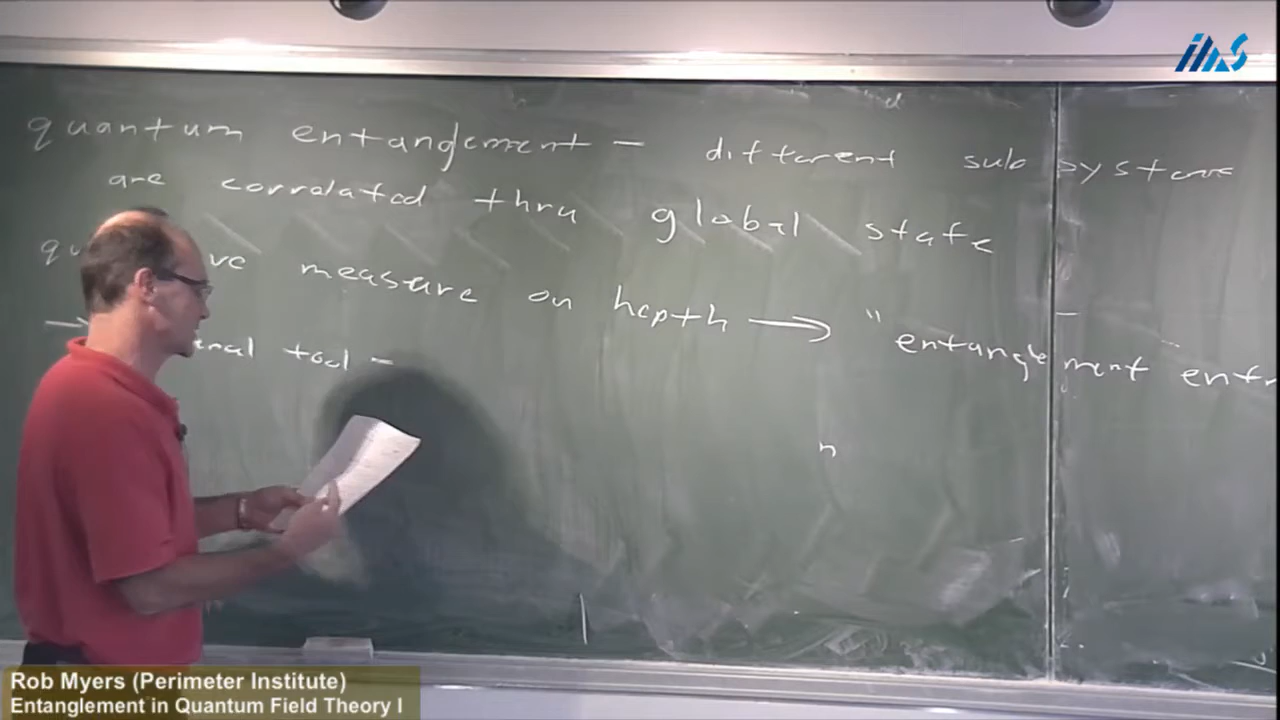 IHES
quantum entanglement - different subsystems
are correlated thru global state
measure on hepth → "entanglement entr
tool -
n
Rob Myers (Perimeter Institute)
Entanglement in Quantum Field Theory I